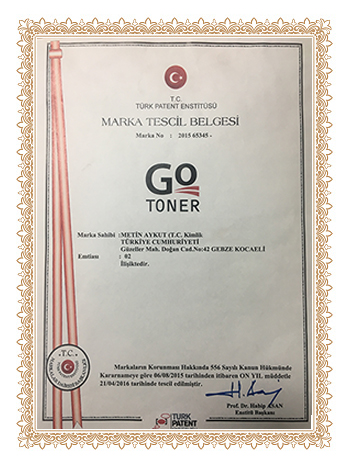 T.C.
TÜRK PATENT ENSTİTÜSÜ
MARKA TESCİL BELGESİ
Marka No : 2015 65345 -
Go
TONER
Marka Sahibi :METİN AYKUT (T.C. Kimlik
TÜRKİYE CUMHURİYETİ
Güzeller Mah. Doğan Cad.No:42 GEBZE KOCAELİ
Emtiası : 02
İlişiktedir.
Markaların Korunması Hakkında 556 Sayılı Kanun Hükmünde
Kararnameye göre 06/08/2015 tarihinden itibaren ON YIL müddetle
21/04/2016 tarihinde tescil edilmiştir.
Prof. Dr. Habip ASAN
Enstitü Başkanı
T.C.
TÜRK
PATENT